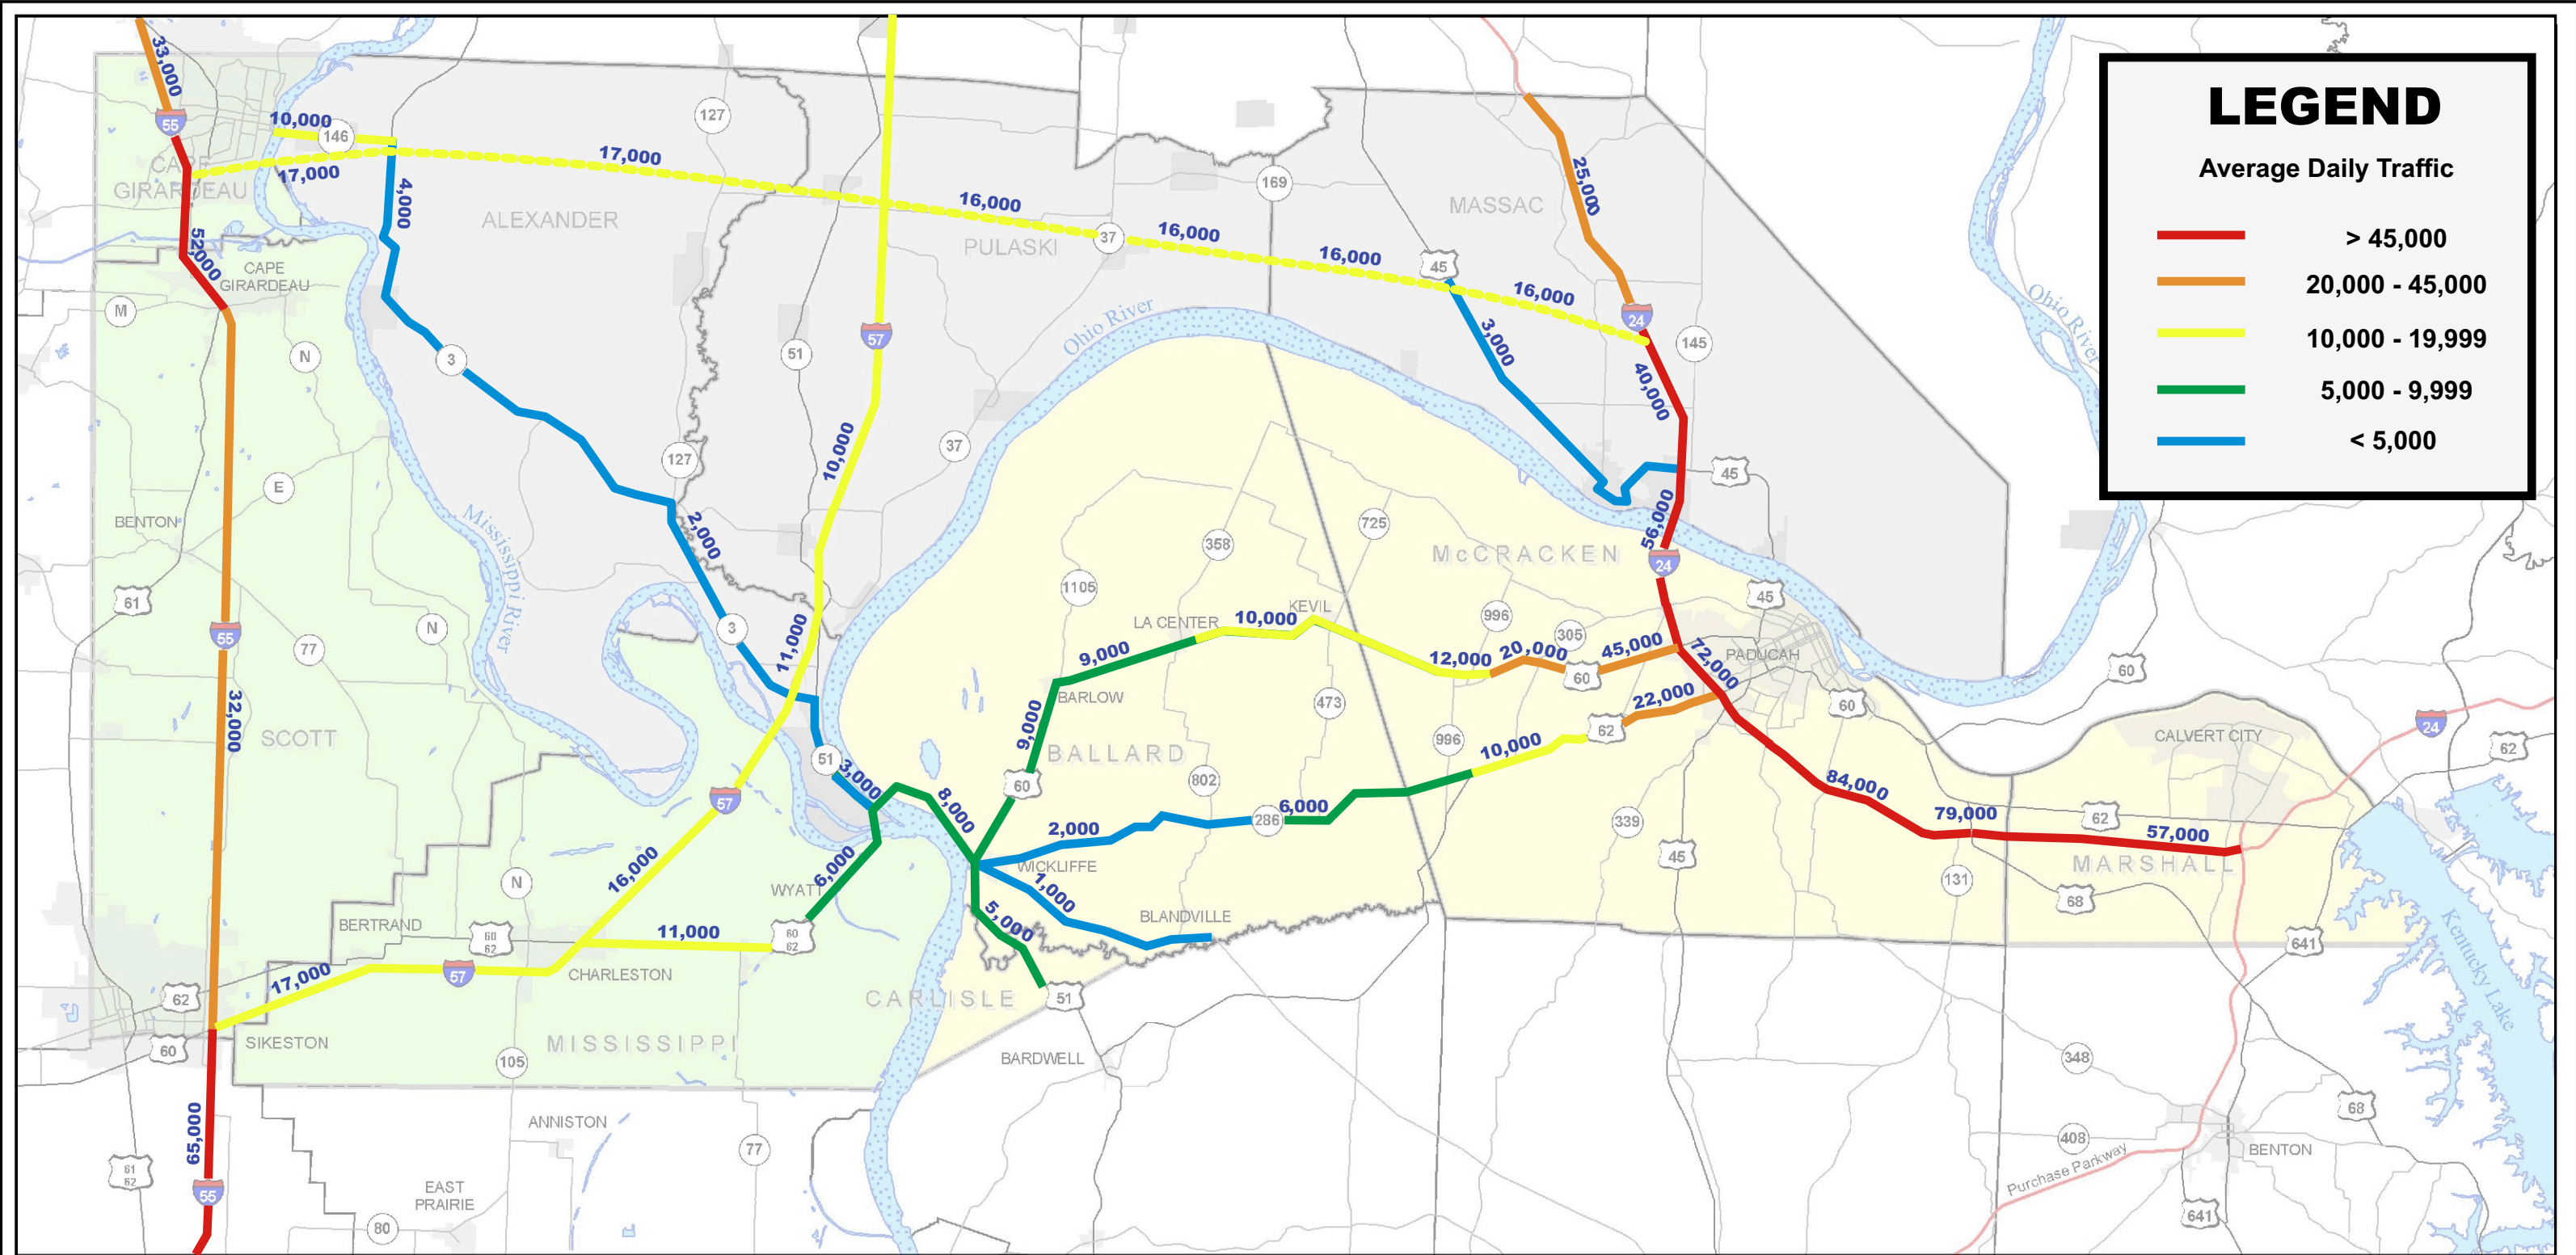 LEGEND
Average Daily Traffic
> 45,000
20,000 - 45,000
10,000 - 19,999
5,000 - 9,999
< 5,000
33,000
55
10,000
146
127
CAPE
GIRARDEAU
17,000
17,000
4,000
ALEXANDER
52,000
CAPE
GIRARDEAU
M
N
3
51
57
16,000
PULASKI
37
16,000
169
16,000
45
MASSAC
25,000
16,000
24
145
3,000
40,000
Ohio River
Ohio River
10,000
37
127
E
BENTON
Mississippi River
2,000
61
55
77
N
3
11,000
32,000
SCOTT
45
56,000
24
725
358
McCRACKEN
1105
KEVIL
LA CENTER
10,000
996
305
45
9,000
BARLOW
9,000
12,000
20,000
60
45,000
72,000
PADUCAH
22,000
62
60
473
996
10,000
BALLARD
60
802
51
3,000
8,000
57
2,000
286
6,000
339
45
84,000
79,000
62
57,000
131
MARSHALL
68
CALVERT CITY
60
24
62
641
Kentucky Lake
WICKLIFFE
1,000
BLANDVILLE
5,000
16,000
WYATT
6,000
N
BERTRAND
60
62
11,000
60
62
17,000
57
CHARLESTON
62
CARLISLE
51
60
SIKESTON
105
MISSISSIPPI
BARDWELL
65,000
ANNISTON
77
61
62
55
EAST
PRAIRIE
80
348
68
408
BENTON
Purchase Parkway
641